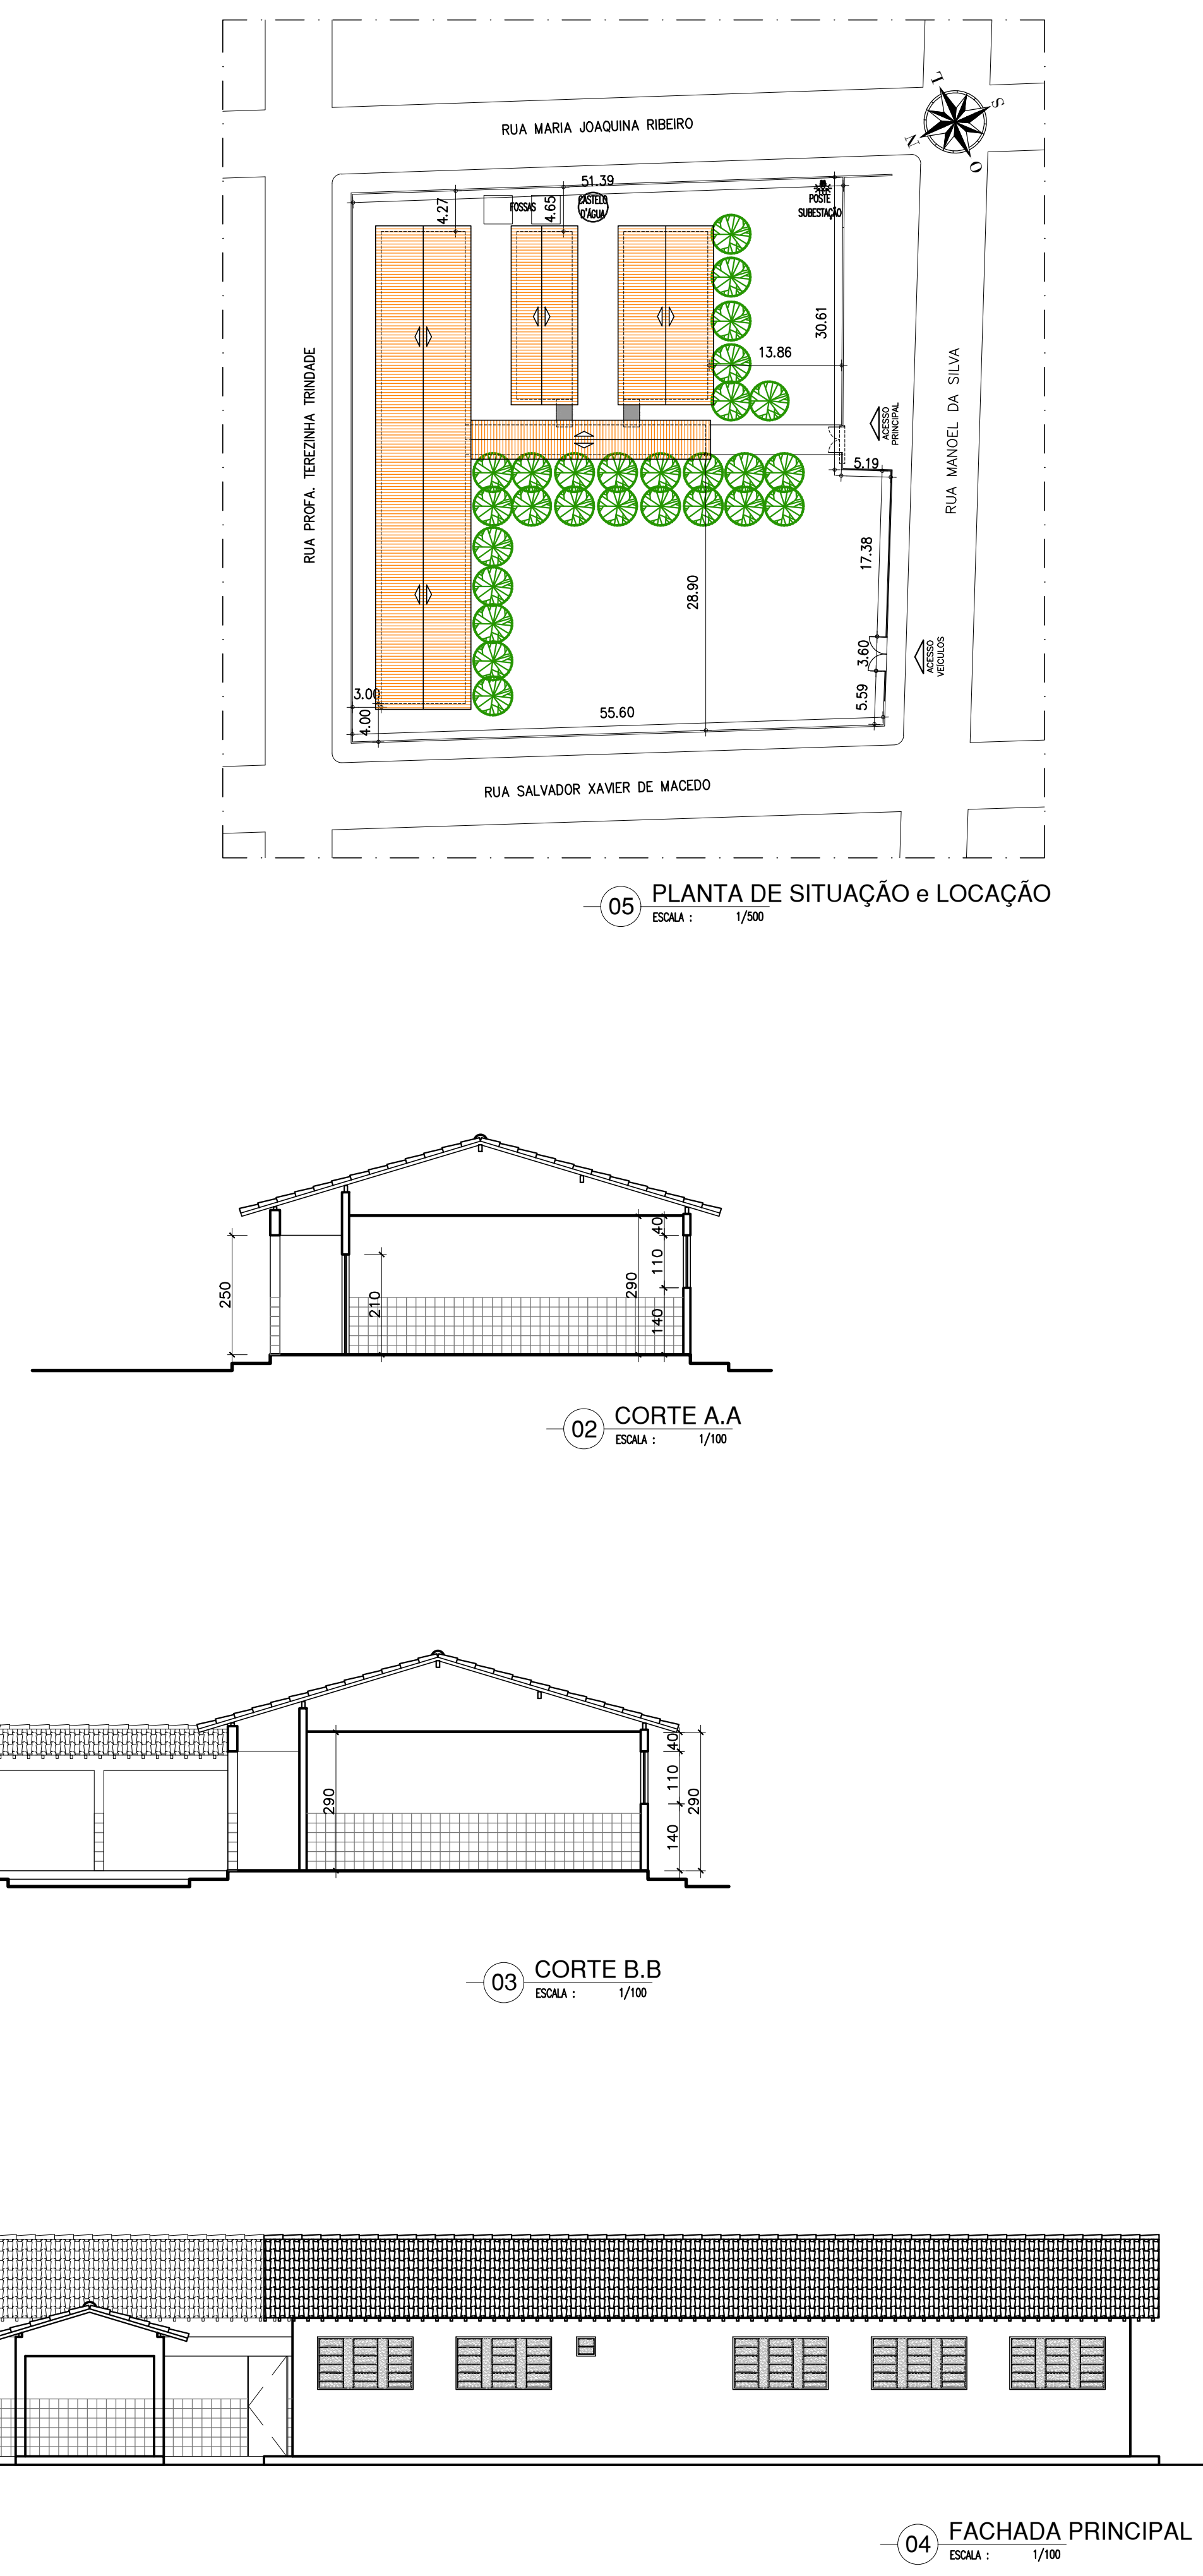 L
S
N
O
RUA MARIA JOAQUINA RIBEIRO
51.39
4.27
FOSSAS
4.65
CASTELO
D'ÁGUA
POSTE
SUBESTAÇÃO
30.61
13.86
RUA PROFA. TEREZINHA TRINDADE
RUA MANOEL DA SILVA
ACESSO
PRINCIPAL
5.19
17.38
28.90
3.60
ACESSO
VEÍCULOS
5.59
3.00
4.00
55.60
RUA SALVADOR XAVIER DE MACEDO
05 PLANTA DE SITUAÇÃO e LOCAÇÃO
ESCALA : 1/500
250
210
290
40
110
140
02 CORTE A.A
ESCALA : 1/100
290
40
110
140
290
03 CORTE B.B
ESCALA : 1/100
04 FACHADA PRINCIPAL
ESCALA : 1/100